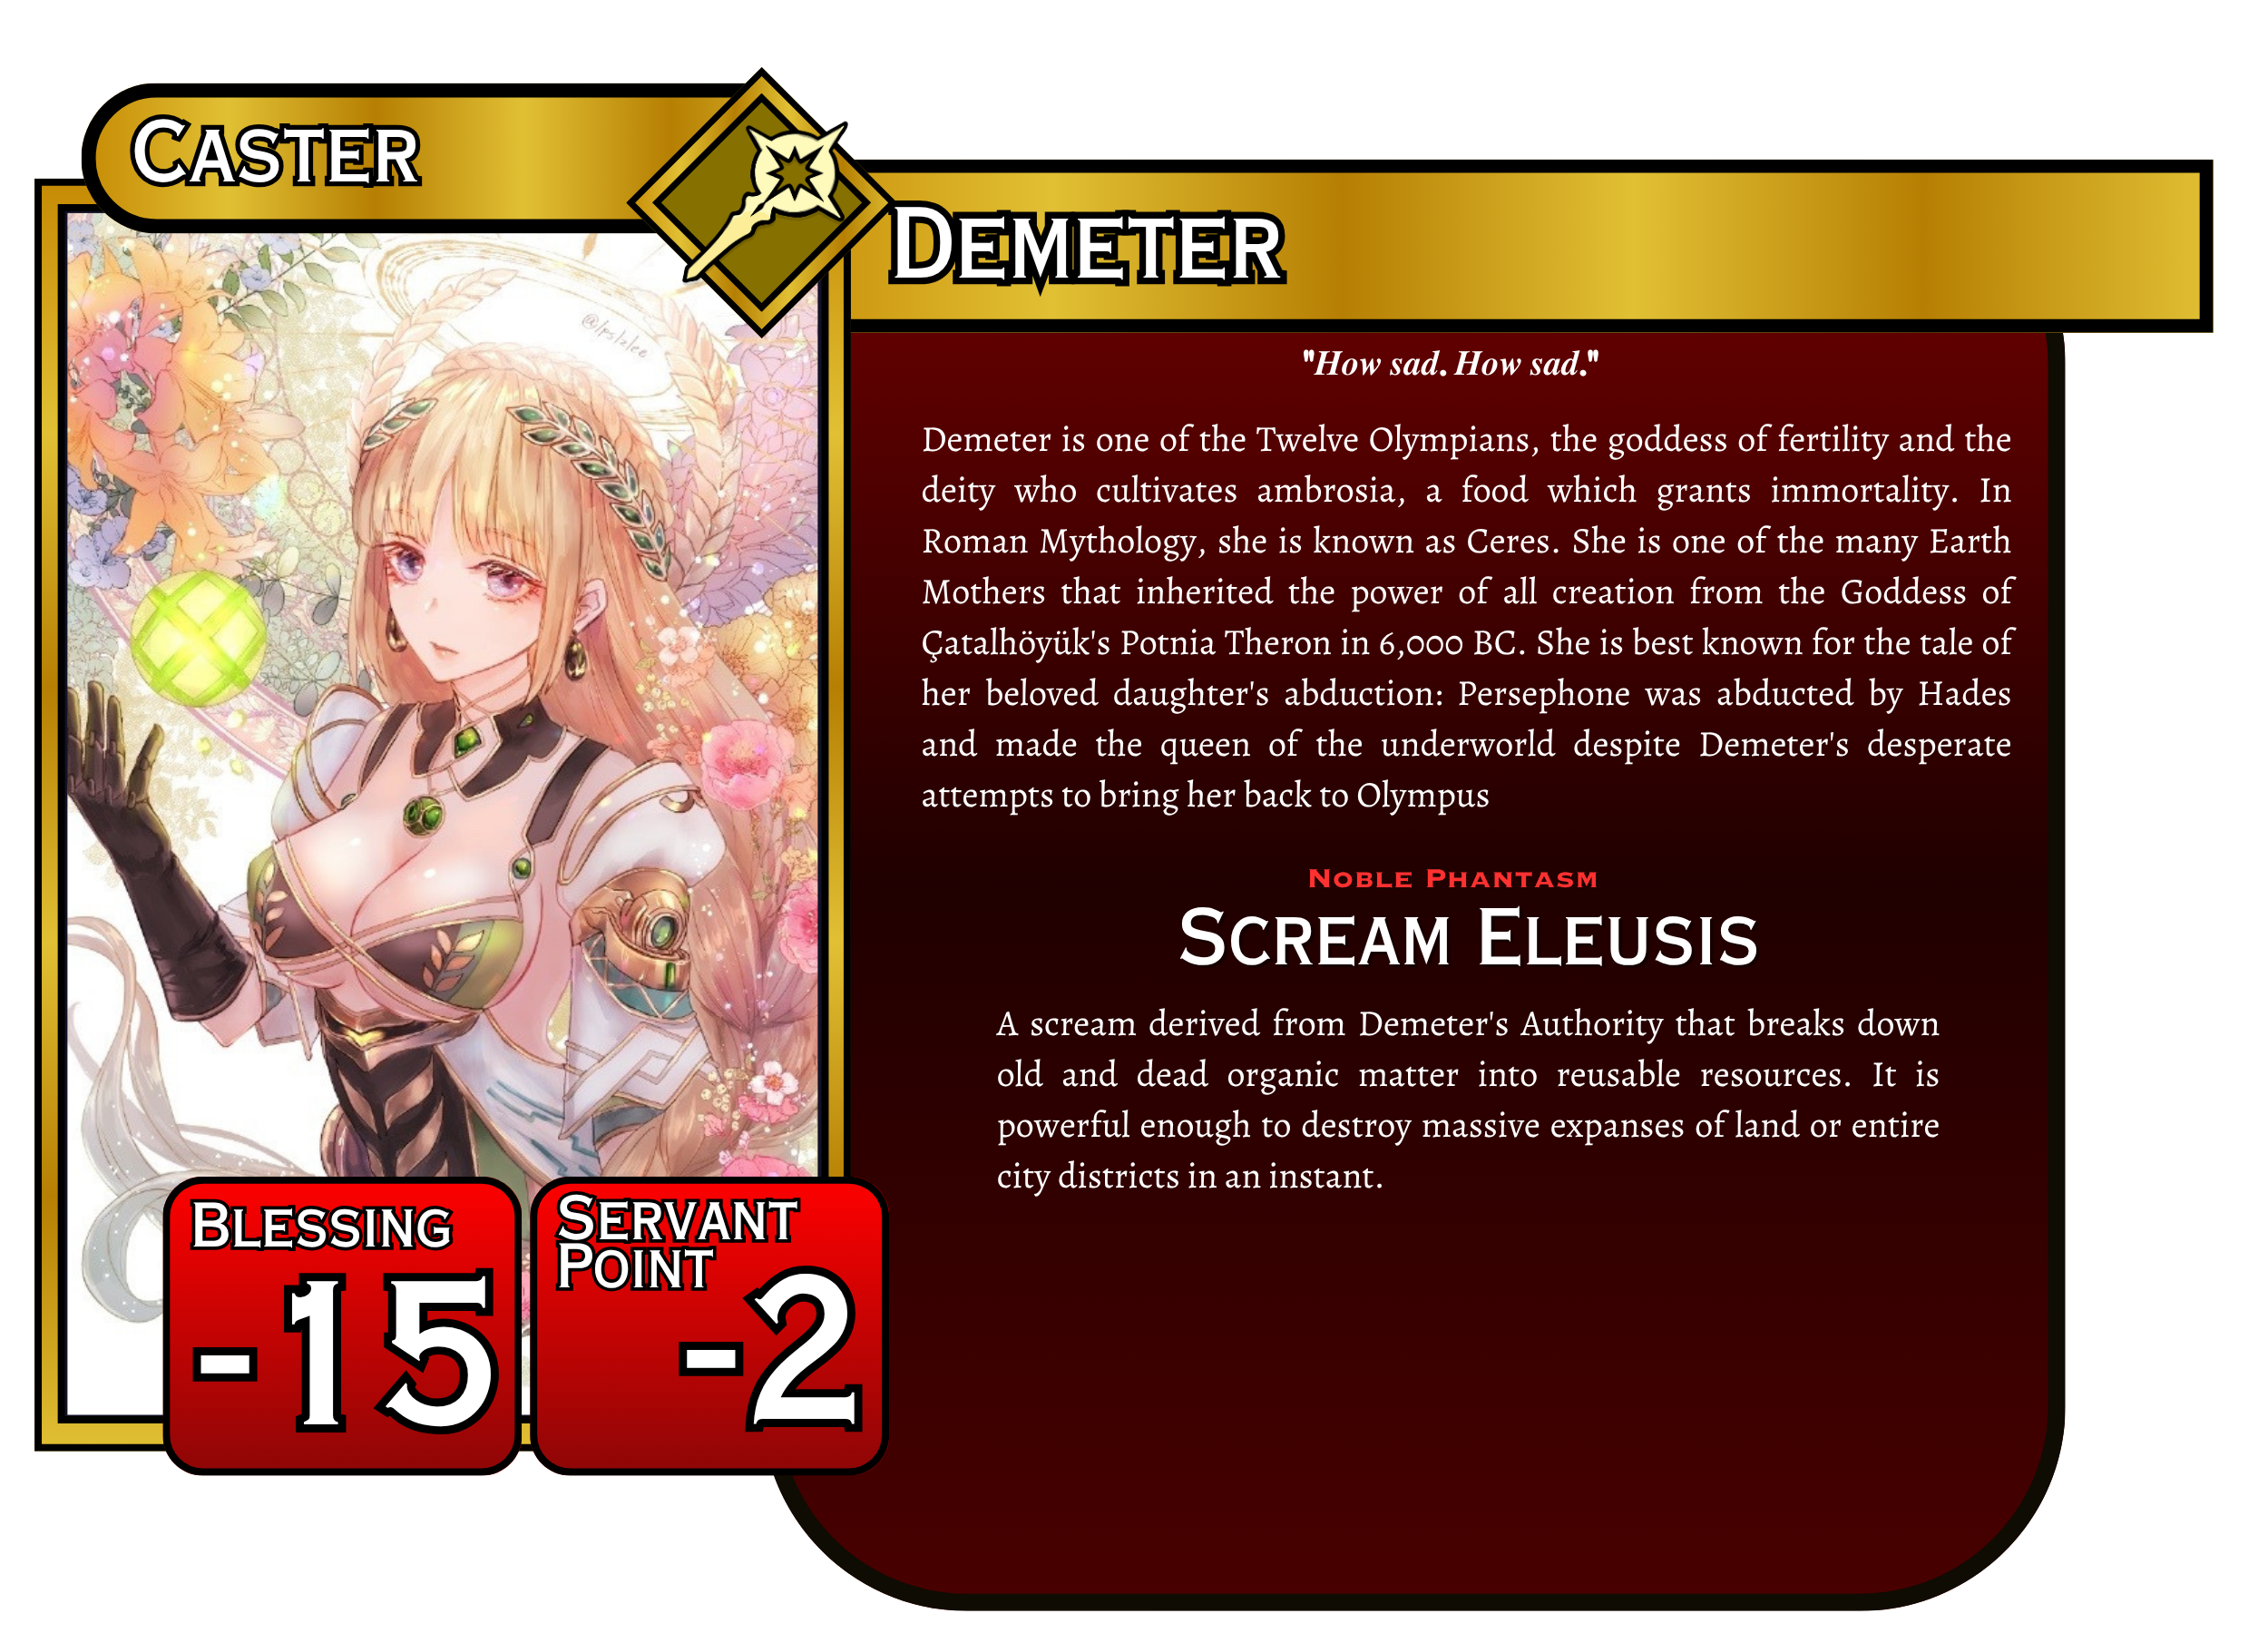 Caster
Demeter
"How sad. How sad."
Demeter is one of the Twelve Olympians, the goddess of fertility and the
deity who cultivates ambrosia, a food which grants immortality. In
Roman Mythology, she is known as Ceres. She is one of the many Earth
Mothers that inherited the power of all creation from the Goddess of
Çatalhöyük's Potnia Theron in 6,000 BC. She is best known for the tale of
her beloved daughter's abduction: Persephone was abducted by Hades
and made the queen of the underworld despite Demeter's desperate
attempts to bring her back to Olympus
Noble Phantasm
Scream Eleusis
A scream derived from Demeter's Authority that breaks down
old and dead organic matter into reusable resources. It is
powerful enough to destroy massive expanses of land or entire
city districts in an instant.
Blessing
-15
Servant
Point
-2